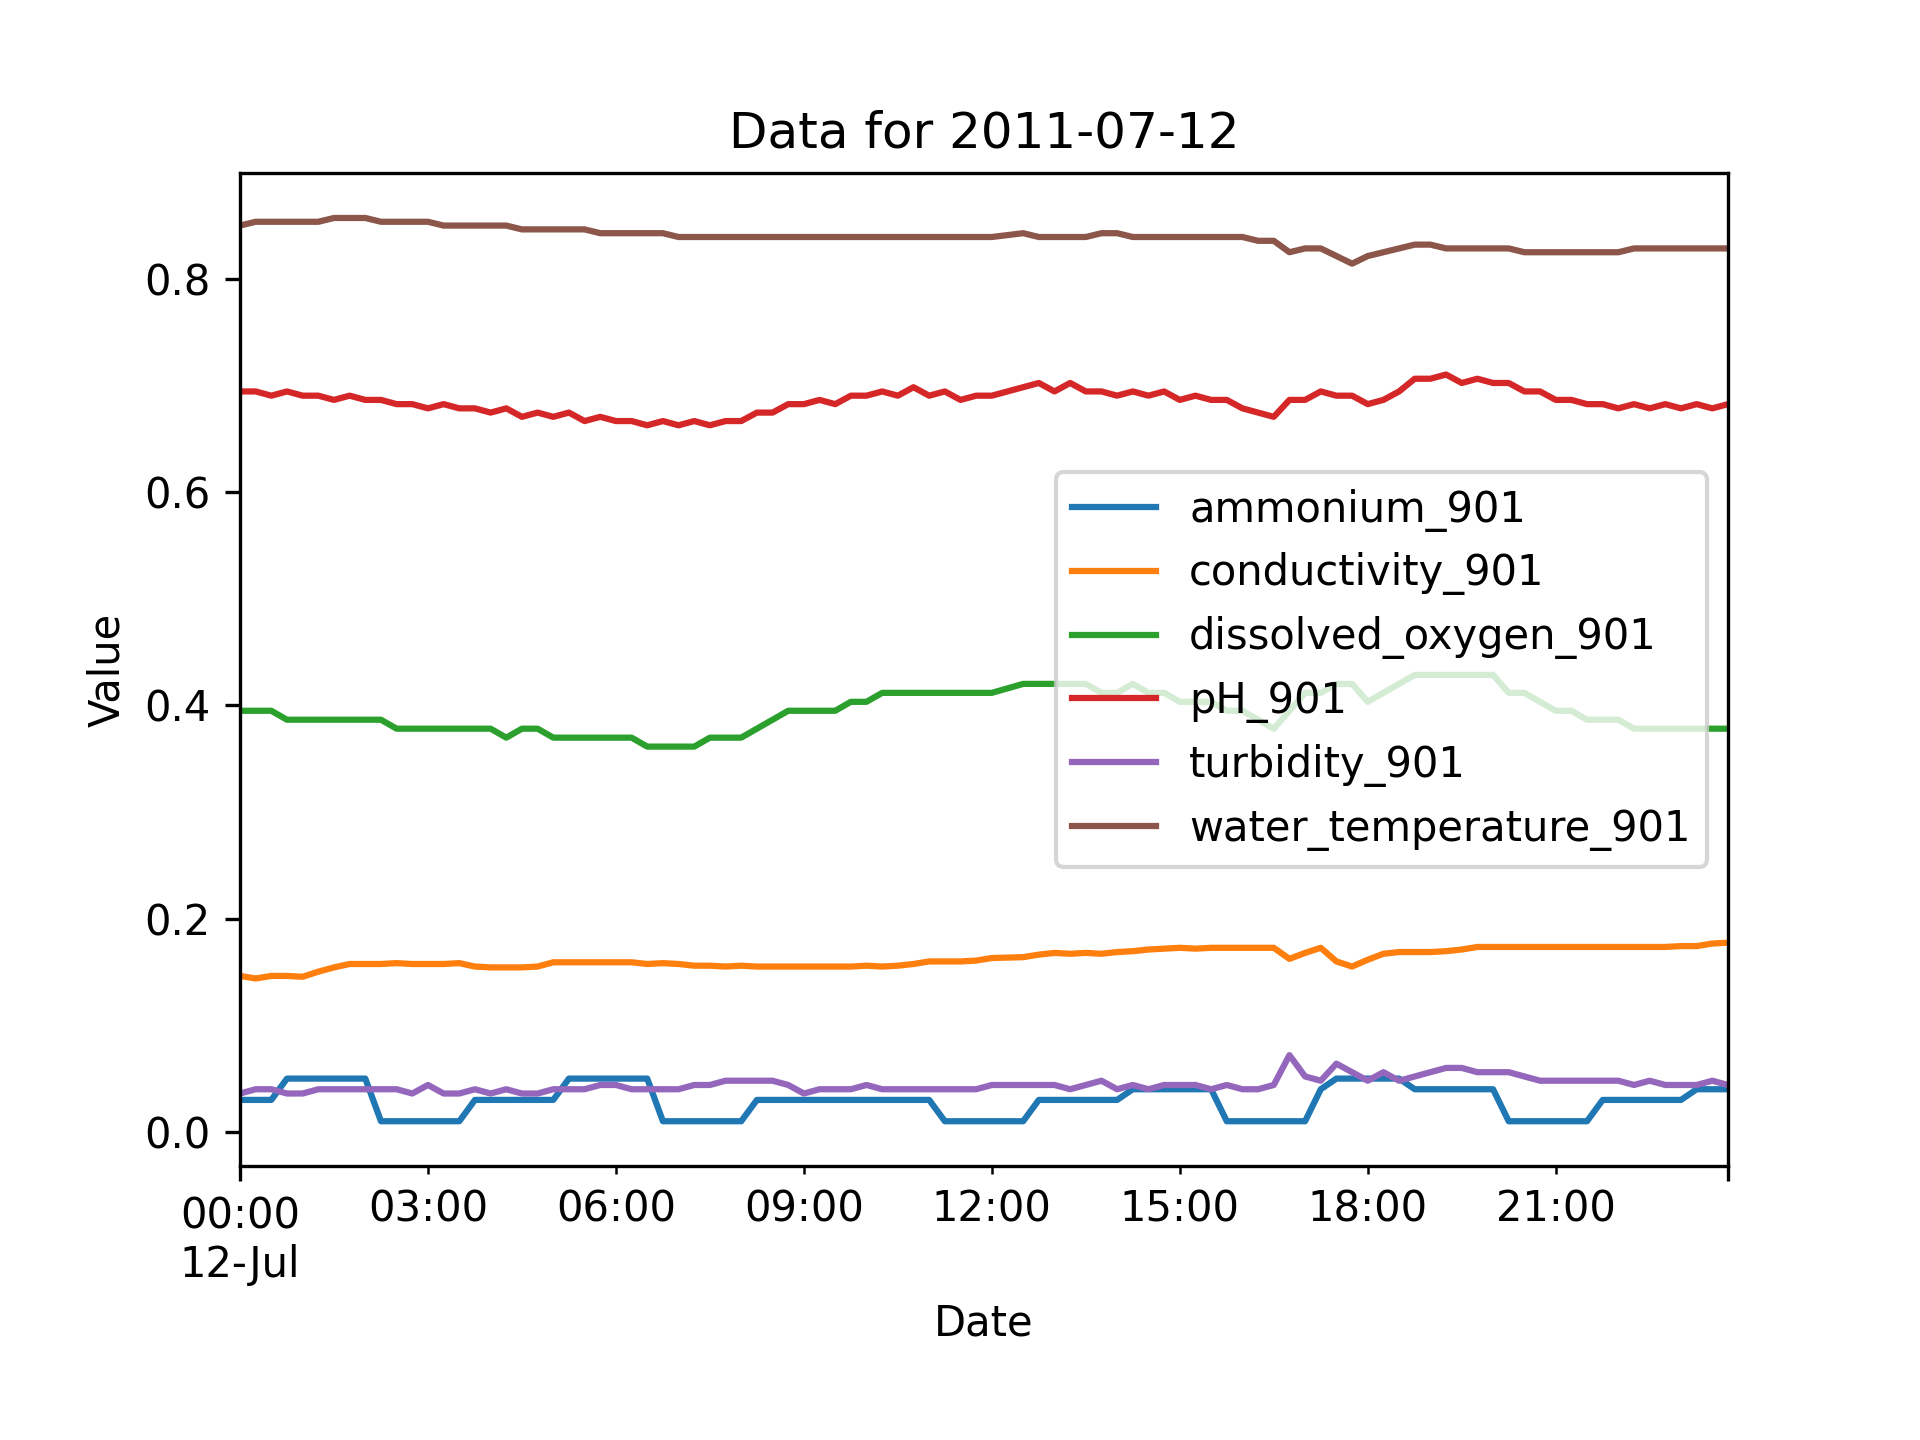 Data for 2011-07-12
Value
0.8
0.6
0.4
0.2
0.0
ammonium_901
conductivity_901
dissolved_oxygen_901
pH_901
turbidity_901
water_temperature_901
00:00 03:00 06:00 09:00 12:00 15:00 18:00 21:00
12-Jul
Date